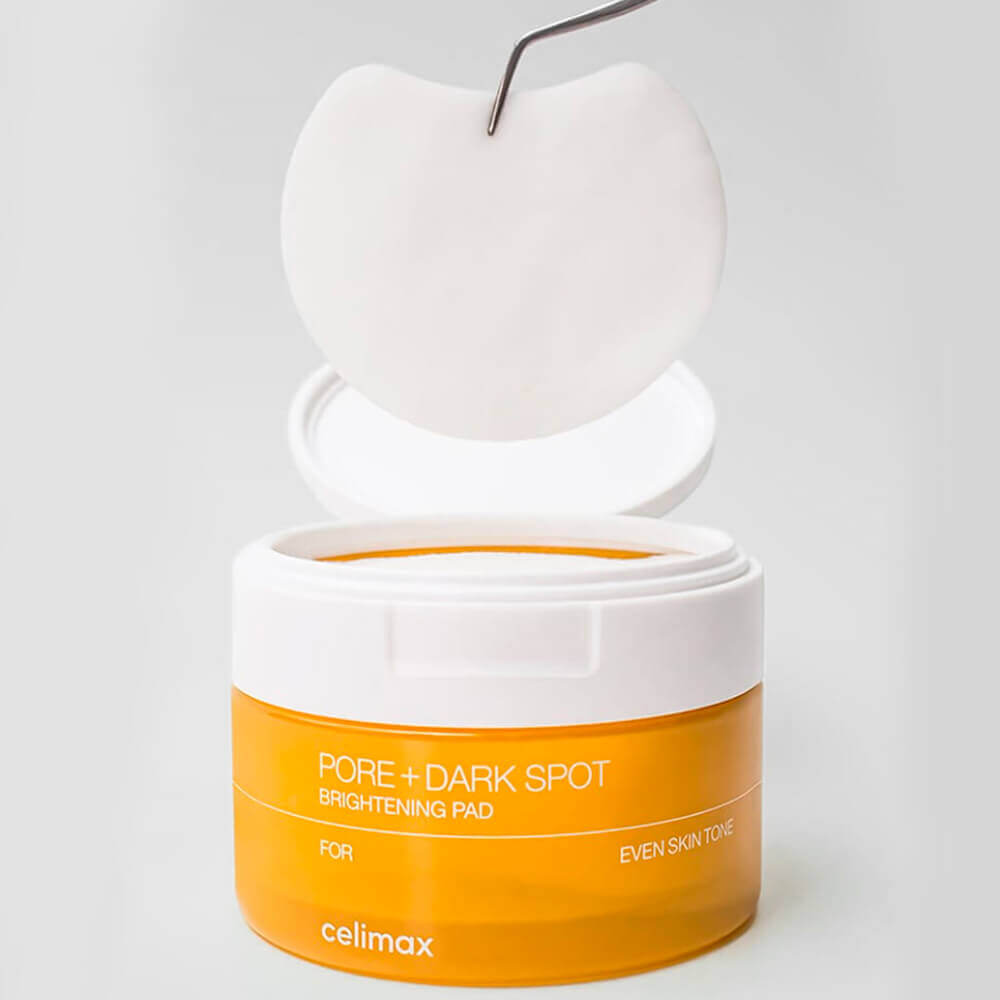 PORE + DARK SPOT
BRIGHTENING PAD
FOR
EVEN SKIN TONE
celimax